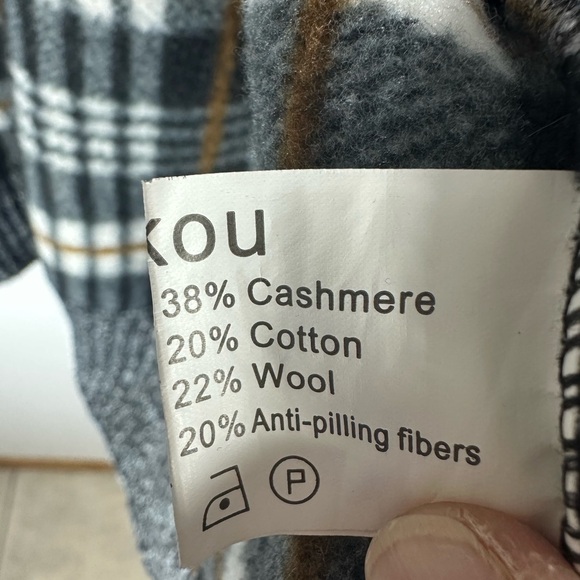 kou
38% Cashmere
20% Cotton
22% Wool
20% Anti-pilling fibers
P